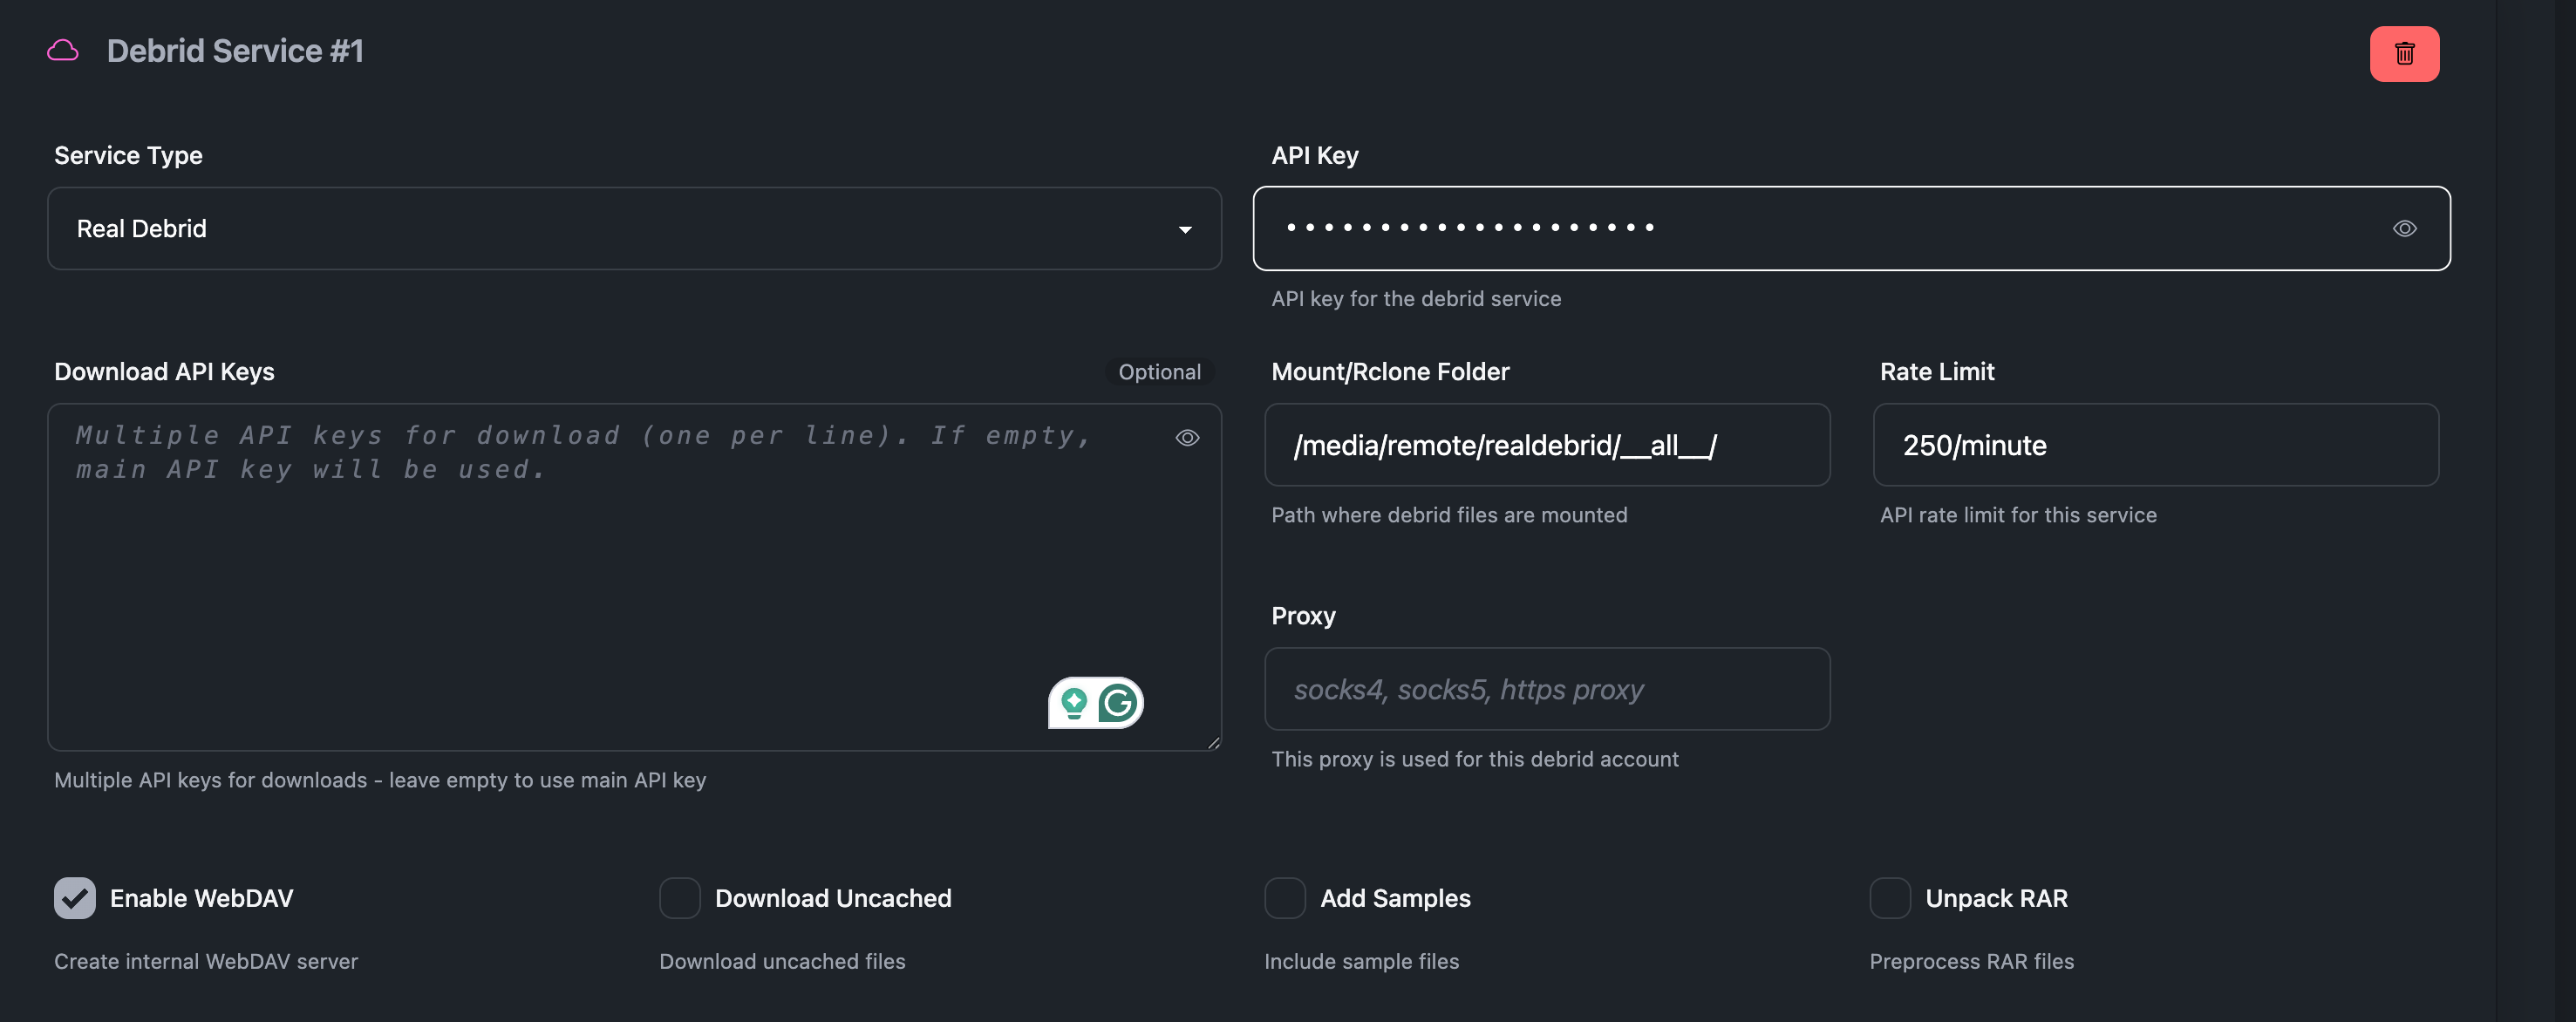 Debrid Service #1
Service Type
API Key
Real Debrid
••••••••••••••••••••
API key for the debrid service
Download API Keys
Optional
Mount/Rclone Folder
Rate Limit
Multiple API keys for download (one per line). If empty,
main API key will be used.
/media/remote/realdebrid/__all__/
250/minute
Path where debrid files are mounted
API rate limit for this service
Proxy
socks4, socks5, https proxy
This proxy is used for this debrid account
Multiple API keys for downloads - leave empty to use main API key
Enable WebDAV
Download Uncached
Add Samples
Unpack RAR
Create internal WebDAV server
Download uncached files
Include sample files
Preprocess RAR files